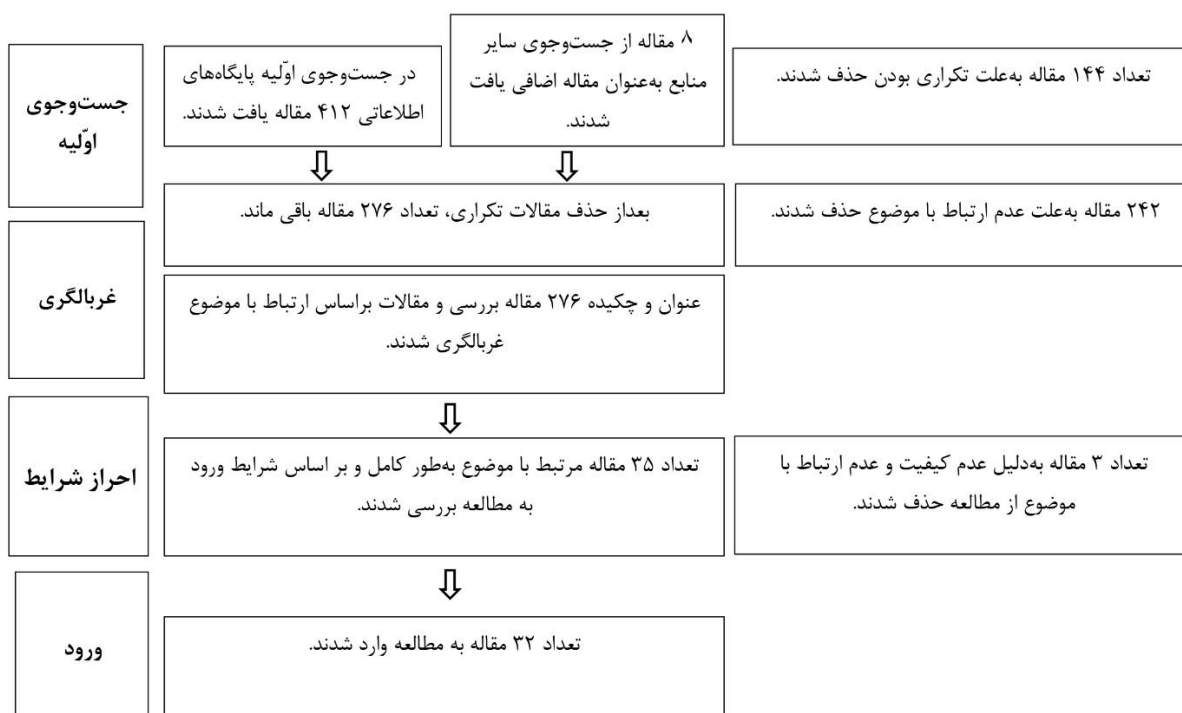 جست‌وجوی
اوّلیه
در جست‌وجوی اوّلیه پایگاه‌های
اطلاعاتی ۴۱۲ مقاله یافت شدند.
۸ مقاله از جست‌وجوی سایر
منابع به‌عنوان مقاله اضافی یافت
شدند.
تعداد ۱۴۴ مقاله به‌علت تکراری بودن حذف شدند.
بعداز حذف مقالات تکراری، تعداد ۲۷۶ مقاله باقی ماند.
۲۴۲ مقاله به‌علت عدم ارتباط با موضوع حذف شدند.
غربالگری
عنوان و چکیده ۲۷۶ مقاله بررسی و مقالات براساس ارتباط با موضوع
غربالگری شدند.
احراز شرایط
تعداد ۳۵ مقاله مرتبط با موضوع به‌طور کامل و بر اساس شرایط ورود
به مطالعه بررسی شدند.
تعداد ۳ مقاله به‌دلیل عدم کیفیت و عدم ارتباط با
موضوع از مطالعه حذف شدند.
ورود
تعداد ۳۲ مقاله به مطالعه وارد شدند.